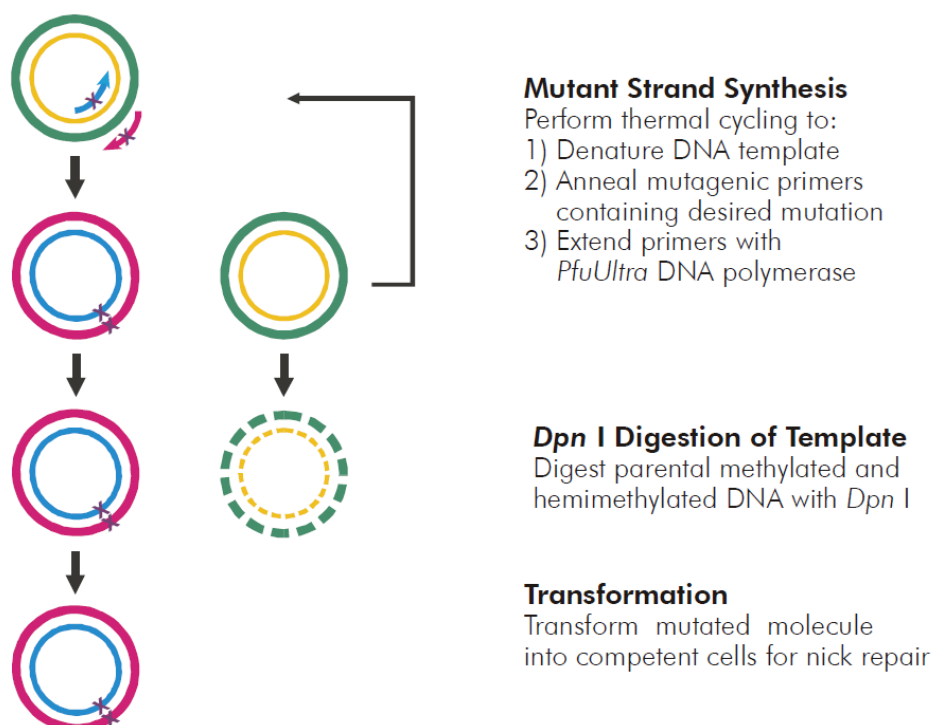 Mutant Strand Synthesis
Perform thermal cycling to:
1) Denature DNA template
2) Anneal mutagenic primers
containing desired mutation
3) Extend primers with
PfuUltra DNA polymerase
Dpn I Digestion of Template
Digest parental methylated and
hemimethylated DNA with Dpn I
Transformation
Transform mutated molecule
into competent cells for nick repair